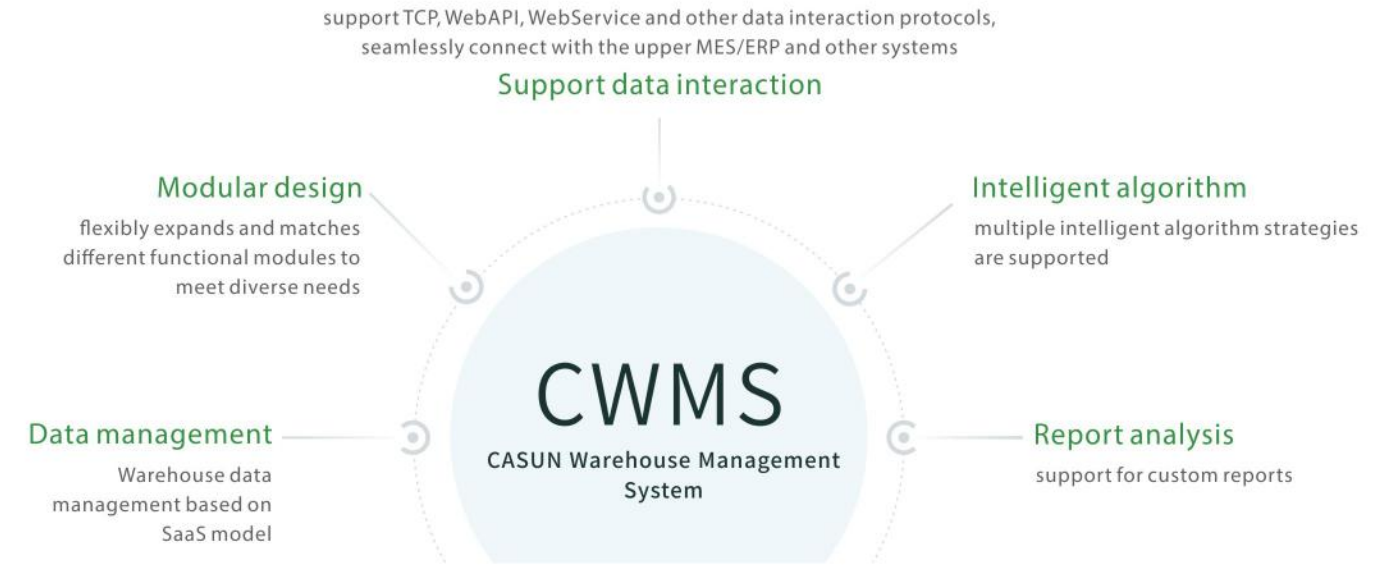 support TCP, WebAPI, WebService and other data interaction protocols,
seamlessly connect with the upper MES/ERP and other systems
Support data interaction
Modular design
flexibly expands and matches
different functional modules to
meet diverse needs
Intelligent algorithm
multiple intelligent algorithm strategies
are supported
CWMS
CASUN Warehouse Management
System
Data management
Warehouse data
management based on
SaaS model
Report analysis
support for custom reports